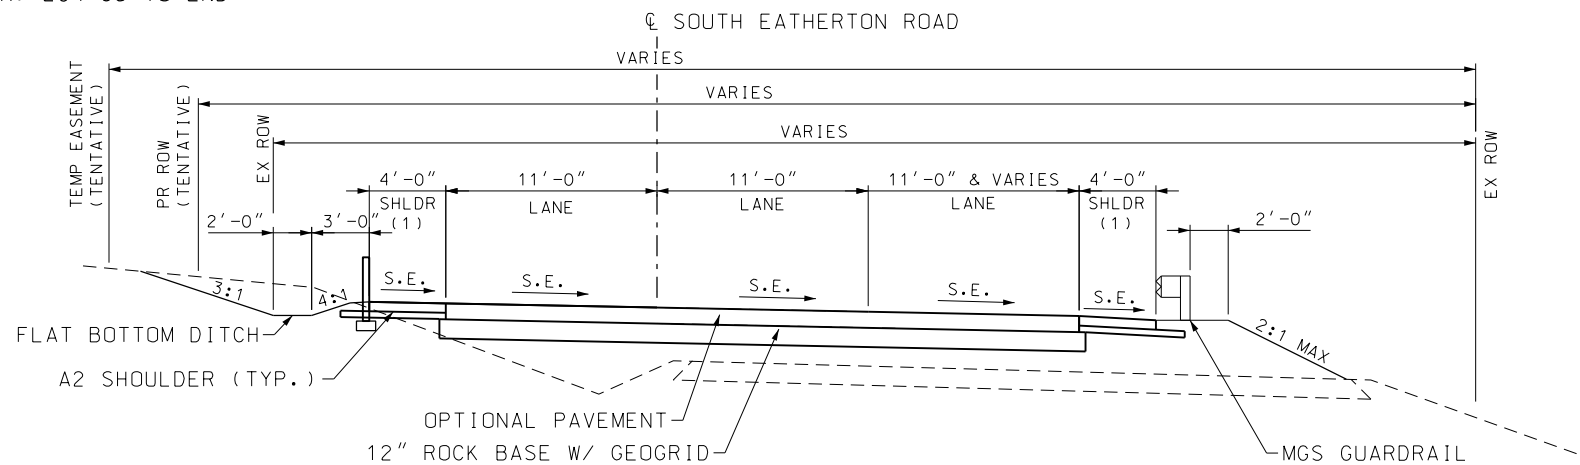 ℄ SOUTH EATHERTON ROAD
VARIES
VARIES
VARIES
TEMP EASEMENT
(TENTATIVE)
PR ROW
(TENTATIVE)
EX ROW
EX ROW
4'-0"
SHLDR
(1)
11'-0"
LANE
11'-0"
LANE
11'-0" & VARIES
LANE
4'-0"
SHLDR
(1)
2'-0"
3'-0"
2'-0"
S.E.
S.E.
S.E.
S.E.
S.E.
3:1
4:1
2:1 MAX
FLAT BOTTOM DITCH
A2 SHOULDER (TYP.)
OPTIONAL PAVEMENT
12" ROCK BASE W/ GEOGRID
MGS GUARDRAIL